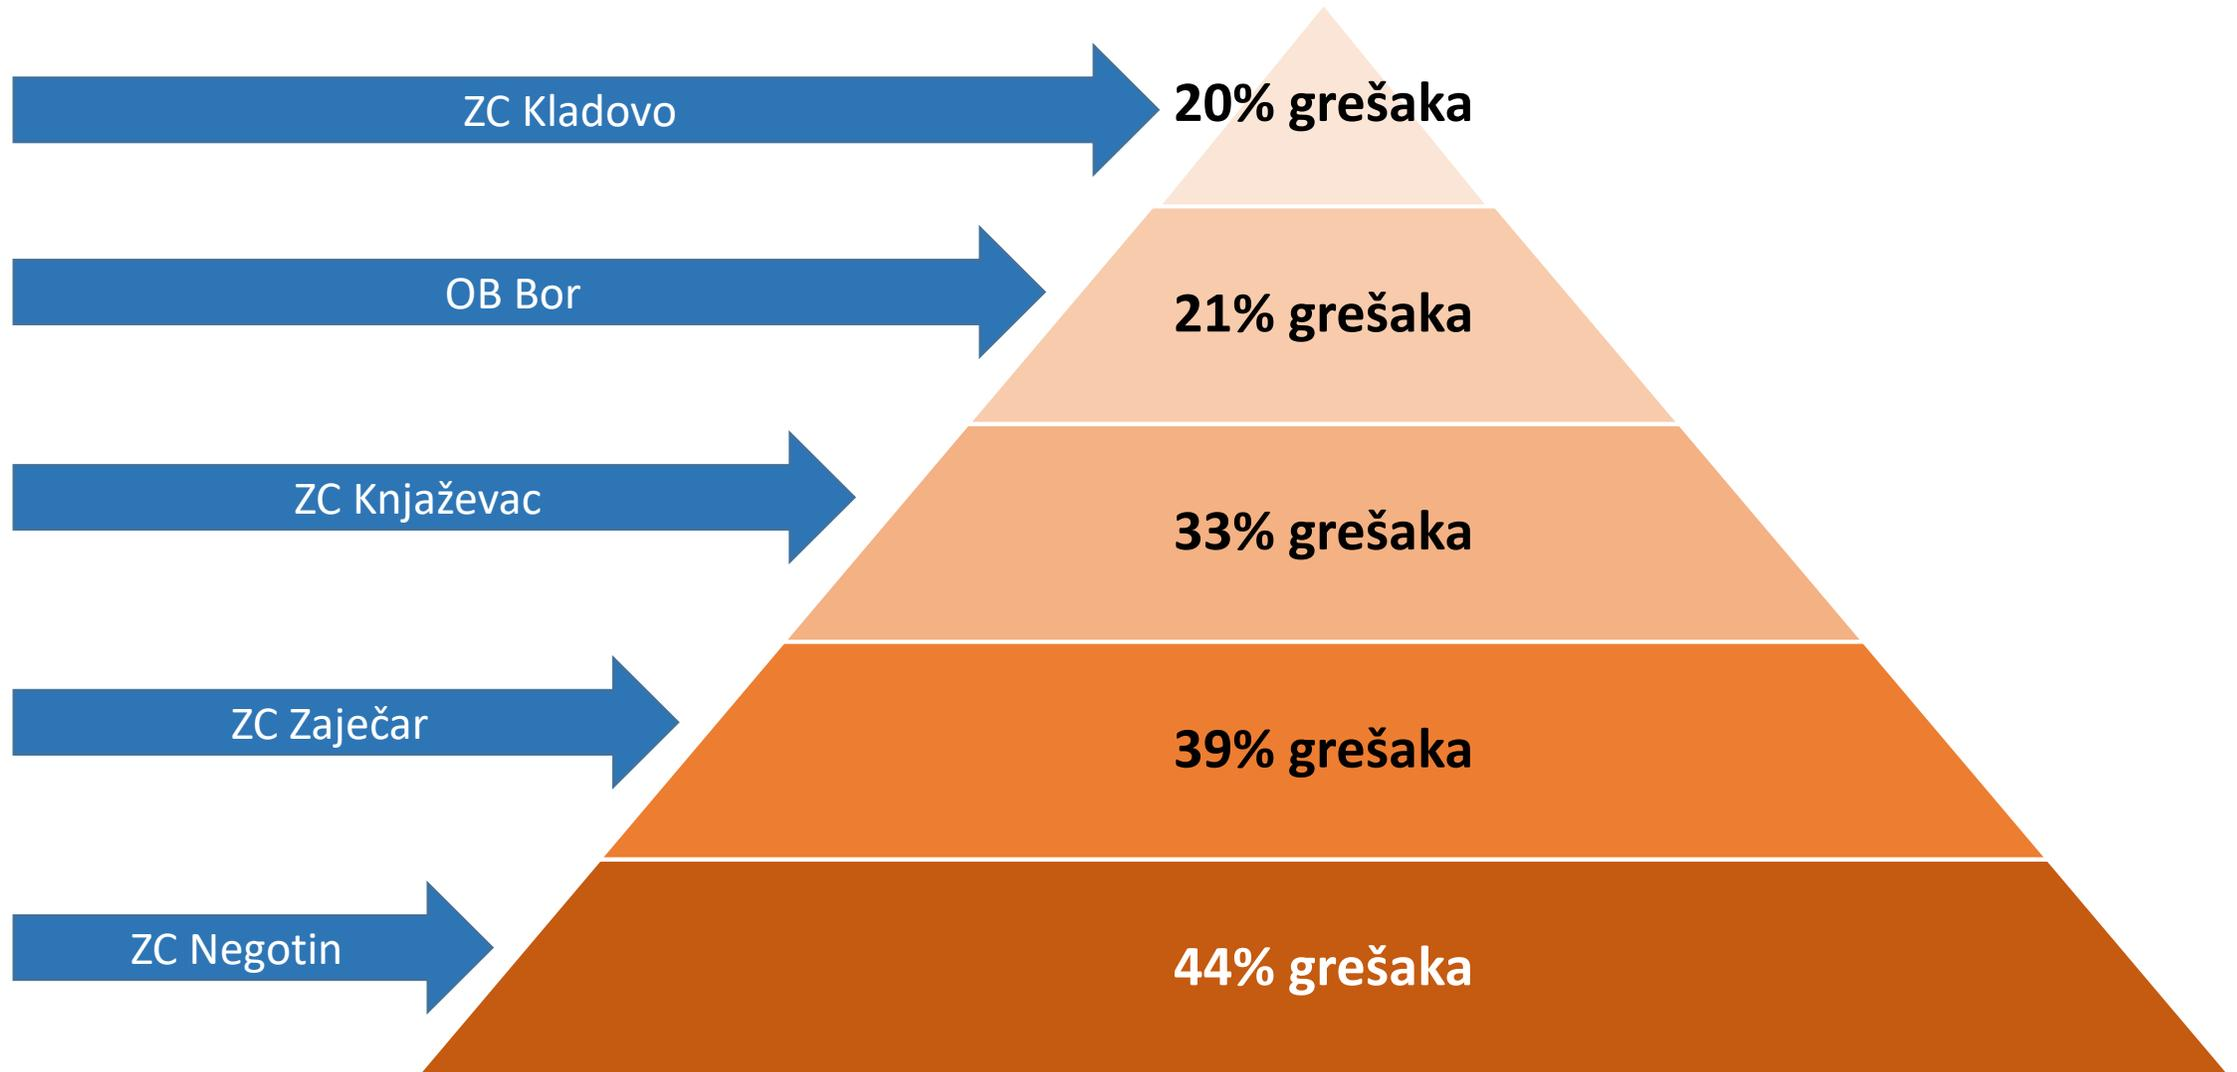 ZC Kladovo
20% grešaka
OB Bor
21% grešaka
ZC Knjaževac
33% grešaka
ZC Zaječar
39% grešaka
ZC Negotin
44% grešaka